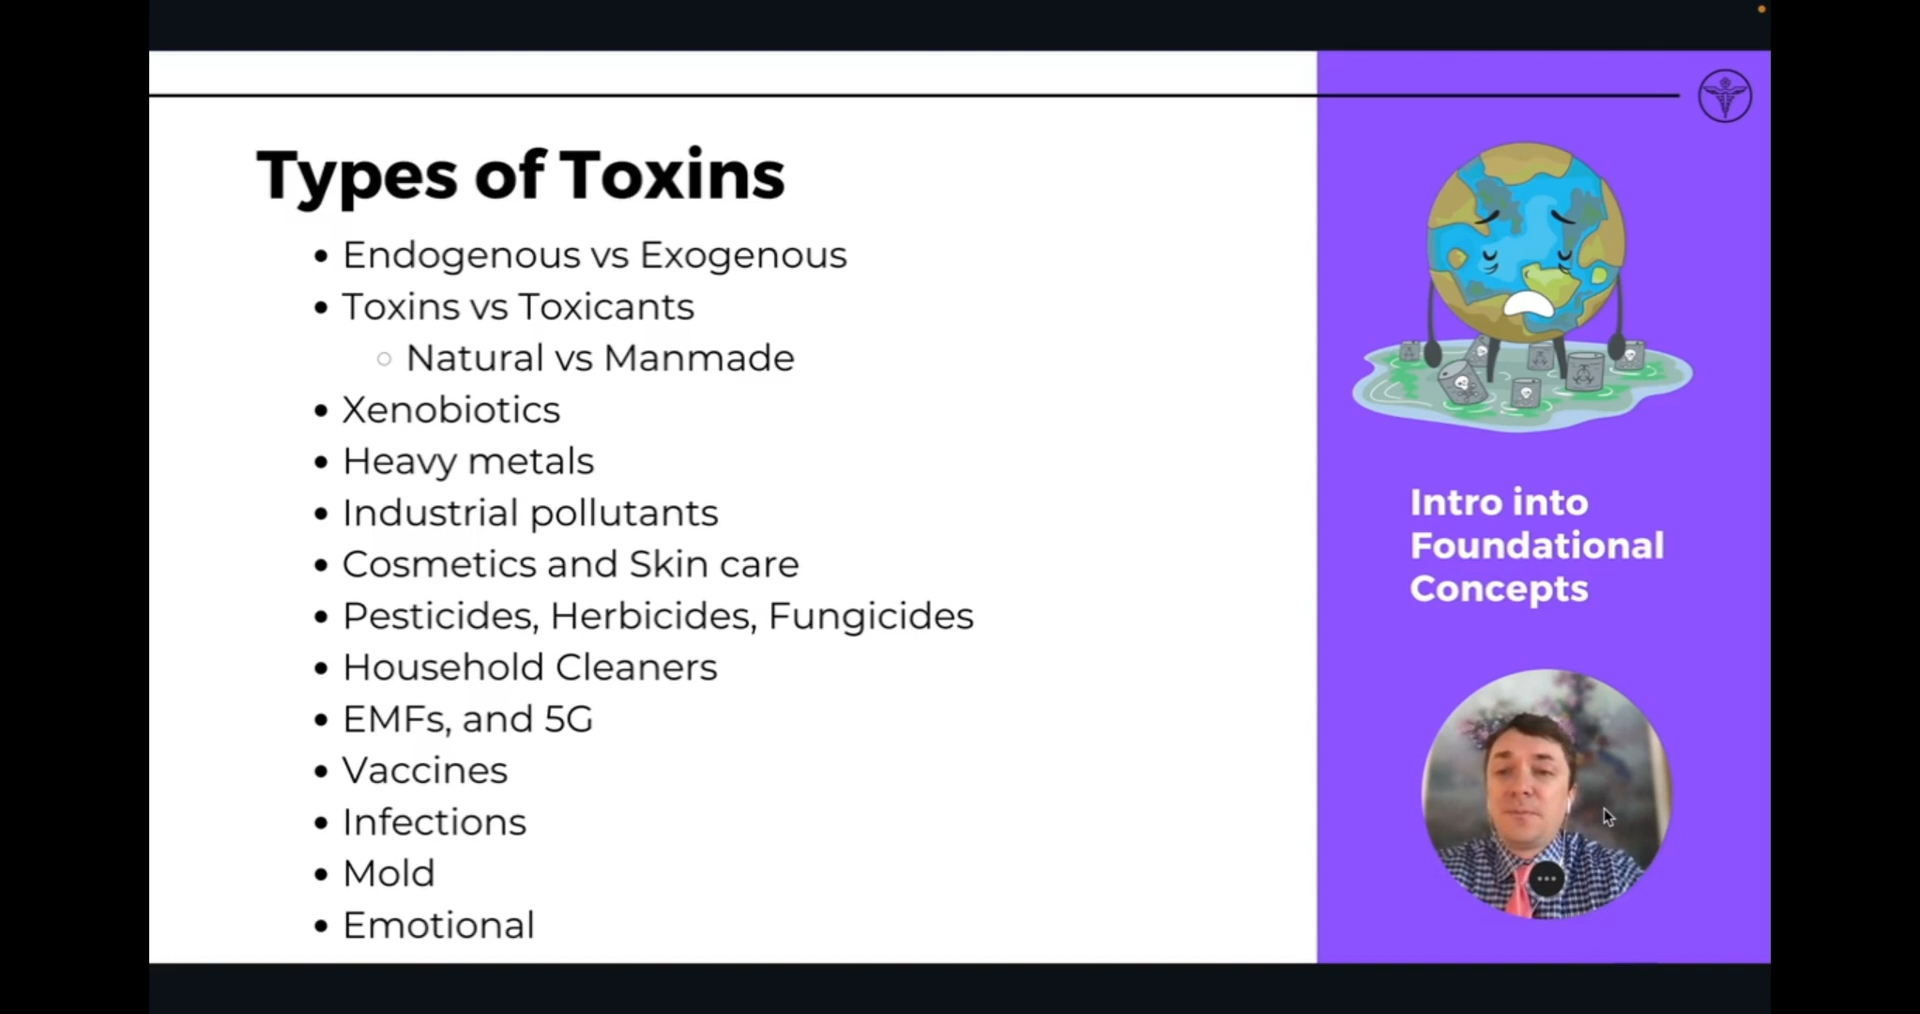 Types of Toxins
Endogenous vs Exogenous
Toxins vs Toxicants
Natural vs Manmade
Xenobiotics
Heavy metals
Industrial pollutants
Cosmetics and Skin care
Pesticides, Herbicides, Fungicides
Household Cleaners
EMFs, and 5G
Vaccines
Infections
Mold
Emotional
Intro into
Foundational
Concepts